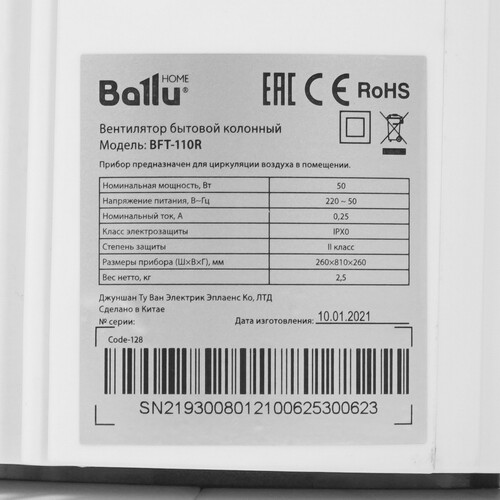 Ballu® HOME
EAC CE RoHS
Вентилятор бытовой колонный
Модель: BFT-110R
Прибор предназначен для циркуляции воздуха в помещении.
Номинальная мощность, Вт 50
Напряжение питания, В~Гц 220 ~ 50
Номинальный ток, А 0,25
Класс электрозащиты IPX0
Степень защиты II класс
Размеры прибора (Ш×В×Г), мм 260×810×260
Вес нетто, кг 2,5
Джуншан Ту Ван Электрик Эплаенс Ко, ЛТД
Сделано в Китае
№ серии: Дата изготовления: 10.01.2021
Code-128
SN21930080121006253​00623